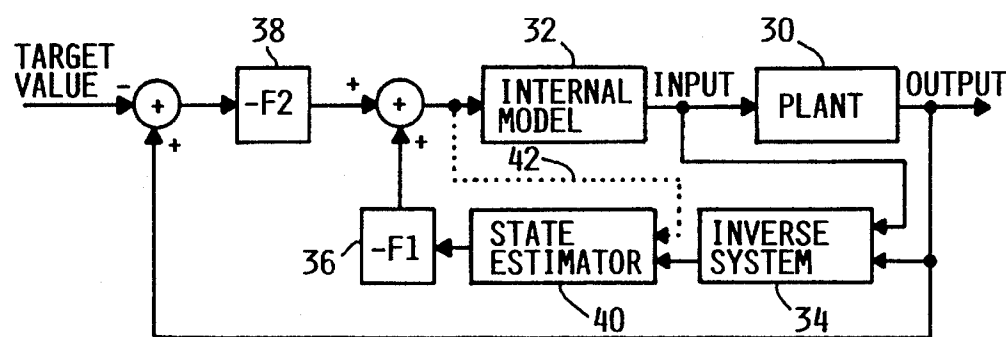 38
32
30
TARGET
VALUE
-
+
-F2
+
+
INTERNAL
MODEL
INPUT
PLANT
OUTPUT
+
+
42
36
-F1
STATE
ESTIMATOR
INVERSE
SYSTEM
40
34